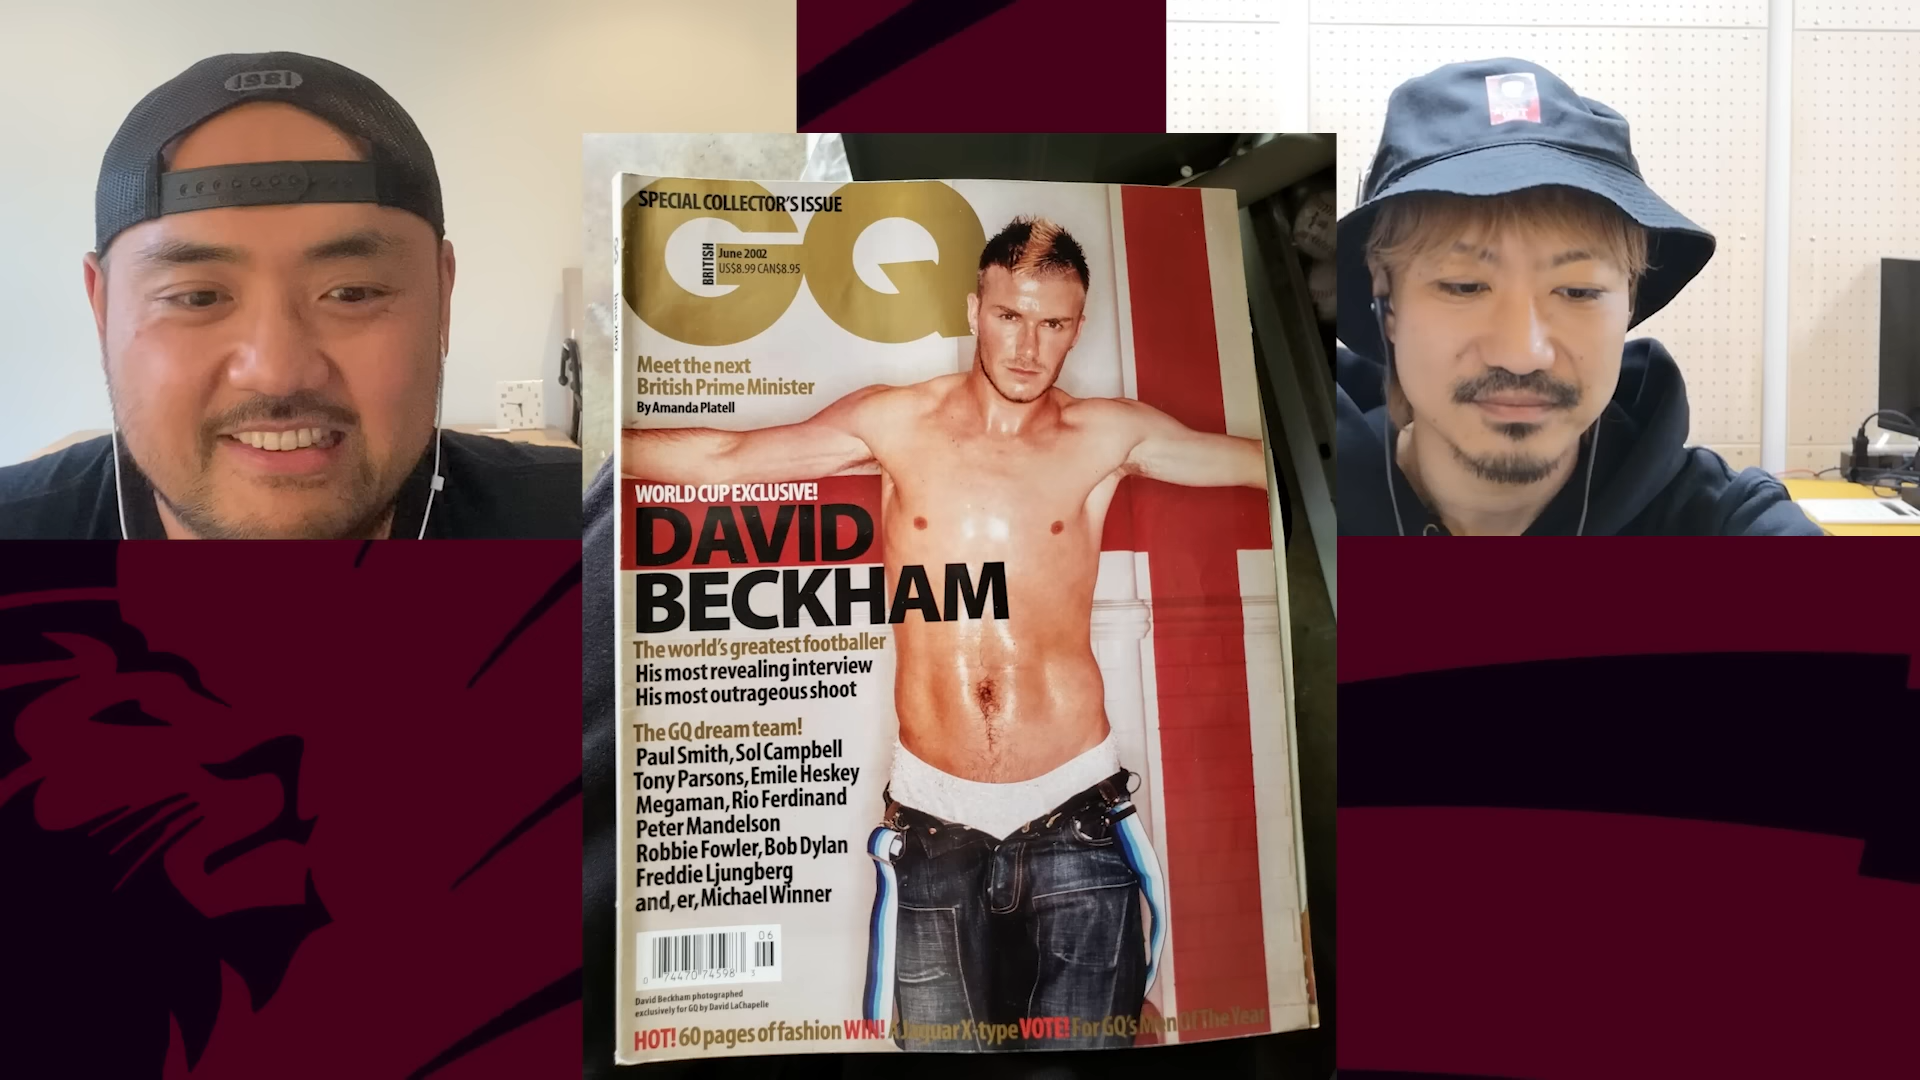 1981
SPECIAL COLLECTOR'S ISSUE
GQ
BRITISH
June 2002
US$8.99 CAN$8.95
Meet the next
British Prime Minister
By Amanda Platell
WORLD CUP EXCLUSIVE!
DAVID
BECKHAM
The world's greatest footballer
His most revealing interview
His most outrageous shoot
The GQ dream team!
Paul Smith, Sol Campbell
Tony Parsons, Emile Heskey
Megaman, Rio Ferdinand
Peter Mandelson
Robbie Fowler, Bob Dylan
Freddie Ljungberg
and, er, Michael Winner
06
0 74470 74598 3
David Beckham photographed
exclusively for GQ by David LaChapelle
HOT! 60 pages of fashion WIN! A Jaguar X-type VOTE! For GQ's Men Of The Year